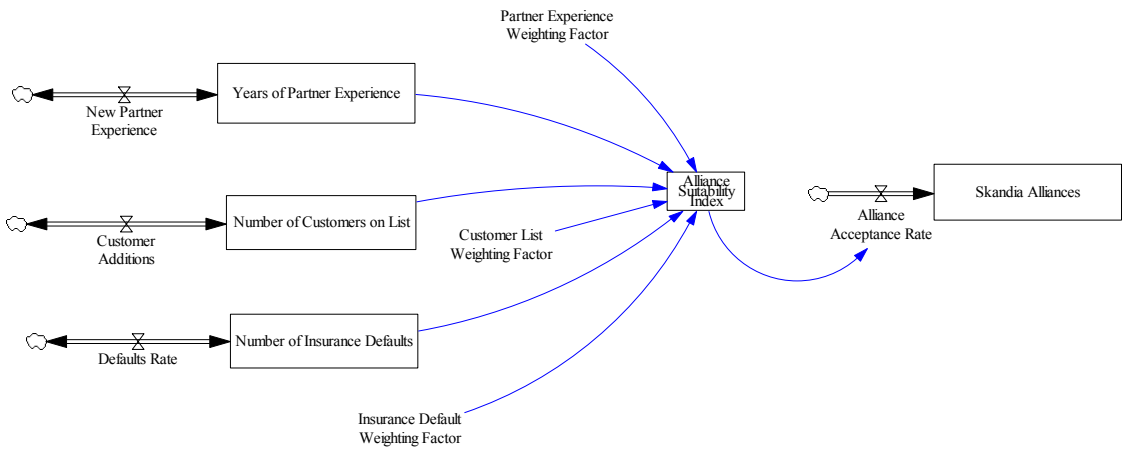 Partner Experience
Weighting Factor
Years of Partner Experience
New Partner
Experience
Alliance
Suitability
Index
Skandia Alliances
Number of Customers on List
Customer
Additions
Customer List
Weighting Factor
Alliance
Acceptance Rate
Number of Insurance Defaults
Defaults Rate
Insurance Default
Weighting Factor